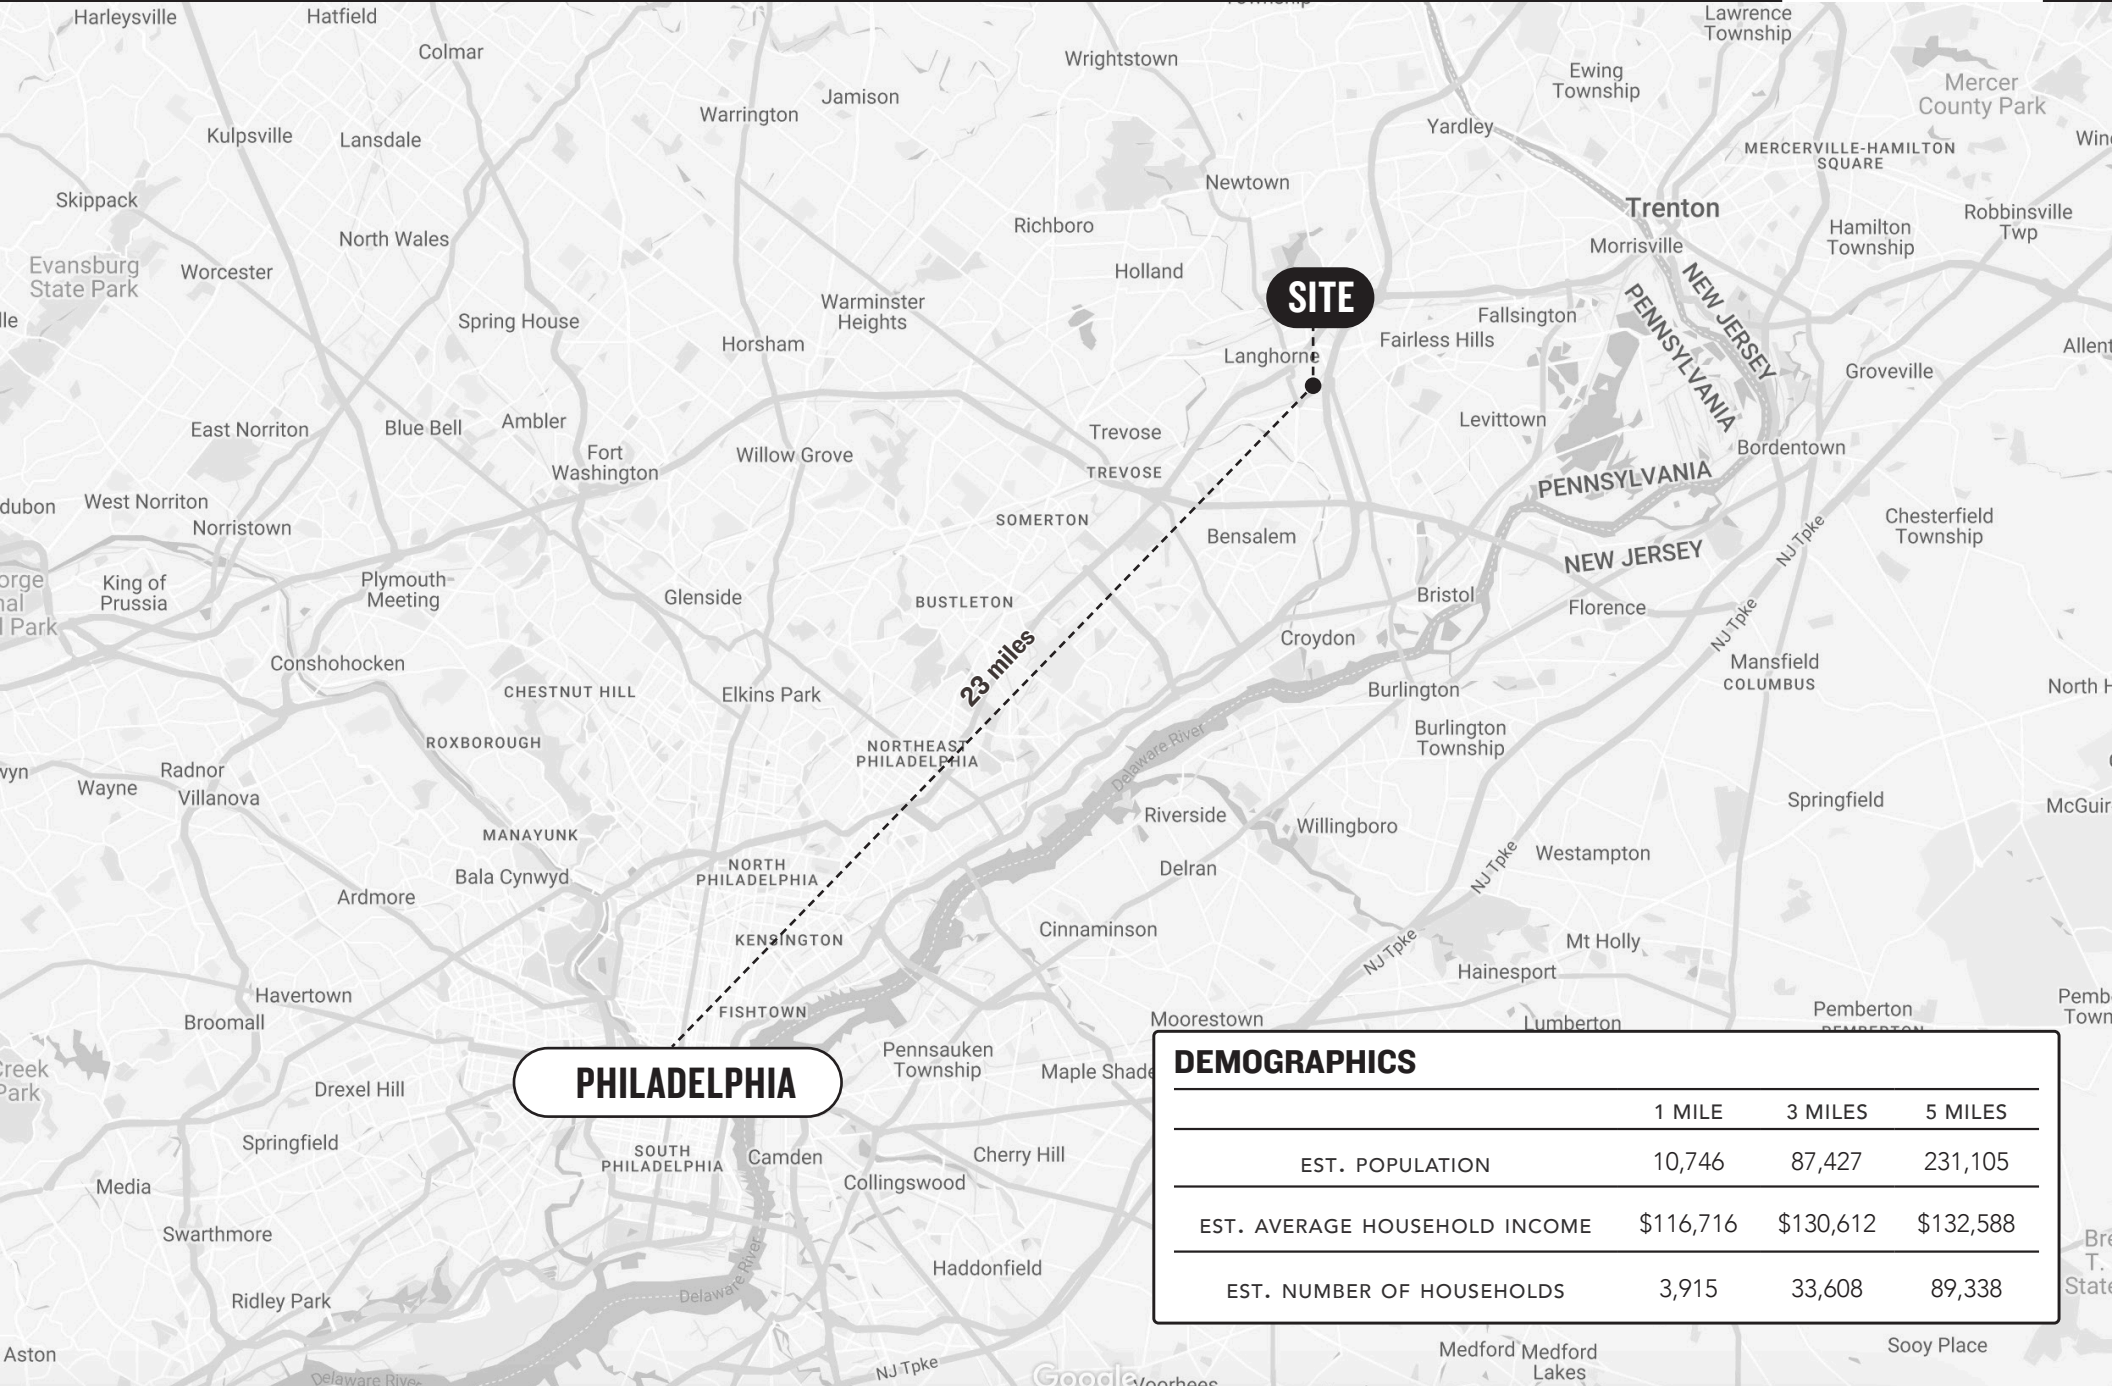 Harleysville
Hatfield
Lawrence
Township
Colmar
Wrightstown
Ewing
Township
Mercer
County Park
Jamison
Warrington
Yardley
Kulpsville
Lansdale
MERCERVILLE-HAMILTON
SQUARE
Newtown
Skippack
Trenton
Richboro
Robbinsville
Twp
Hamilton
Township
North Wales
Morrisville
Evansburg
State Park
Worcester
Holland
SITE
NEW JERSEY
PENNSYLVANIA
Warminster
Heights
Spring House
Fallsington
Fairless Hills
Horsham
Langhorne
Groveville
Levittown
East Norriton
Blue Bell
Ambler
Trevose
Bordentown
Fort
Washington
Willow Grove
TREVOSE
PENNSYLVANIA
West Norriton
Norristown
SOMERTON
Bensalem
NJ Tpke
Chesterfield
Township
NEW JERSEY
King of
Prussia
Plymouth
Meeting
Glenside
BUSTLETON
Bristol
Florence
NJ Tpke
Croydon
23 miles
Conshohocken
CHESTNUT HILL
Elkins Park
Burlington
Mansfield
COLUMBUS
Burlington
Township
ROXBOROUGH
NORTHEAST
PHILADELPHIA
Delaware River
Radnor
Wayne
Villanova
Riverside
Willingboro
Springfield
MANAYUNK
Westampton
NJ Tpke
NORTH
PHILADELPHIA
Bala Cynwyd
Delran
Ardmore
Cinnaminson
KENSINGTON
NJ Tpke
Mt Holly
Hainesport
Havertown
FISHTOWN
Broomall
Moorestown
Lumberton
Pemberton
PEMBERTON
Pennsauken
Township
Maple Shade
PHILADELPHIA
Drexel Hill
Springfield
SOUTH
PHILADELPHIA
Camden
Cherry Hill
Collingswood
Media
Swarthmore
Delaware River
Haddonfield
Ridley Park
Aston
NJ Tpke
Delaware River
Google
Voorhees
DEMOGRAPHICS
1 MILE 3 MILES 5 MILES
EST. POPULATION 10,746 87,427 231,105
EST. AVERAGE HOUSEHOLD INCOME $116,716 $130,612 $132,588
EST. NUMBER OF HOUSEHOLDS 3,915 33,608 89,338
Medford
Medford
Lakes
Sooy Place